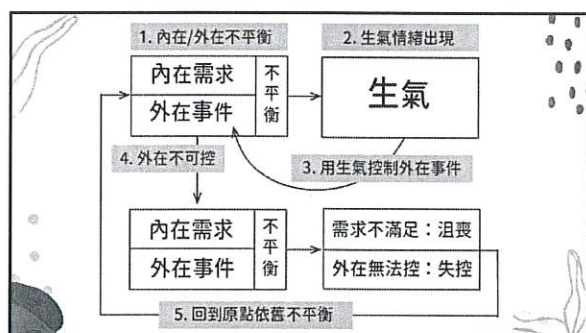 1. 內在/外在不平衡
2. 生氣情緒出現
內在需求
外在事件
不平衡
生氣
4. 外在不可控
3. 用生氣控制外在事件
內在需求
外在事件
不平衡
需求不滿足：沮喪
外在無法控：失控
5. 回到原點依舊不平衡